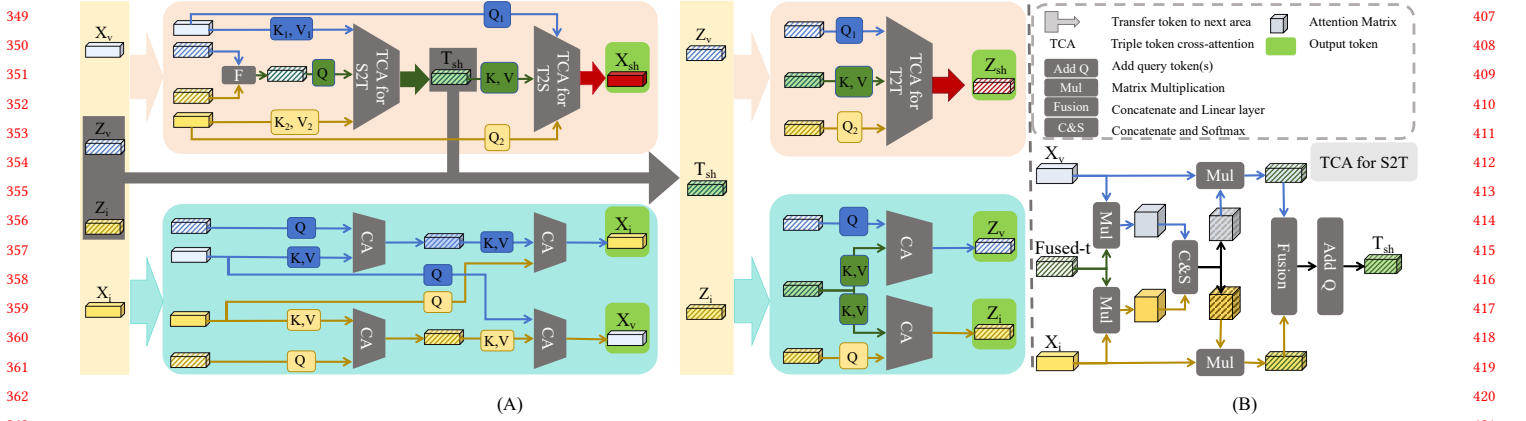 349
350
351
352
353
354
355
356
357
358
359
360
361
362
X_v
Z_v
Z_i
X_i
Q_1
K_1, V_1
F
Q
K_2, V_2
Q_2
TCA for S2T
T_sh
K, V
TCA for T2S
X_sh
Q
K,V
CA
K,V
CA
X_i
Q
Q
K,V
Q
CA
K,V
CA
X_v
(A)
Z_v
T_sh
Z_i
Q_1
K, V
Q_2
TCA for T2T
Z_sh
Q
K,V
K,V
Q
CA
CA
Z_v
Z_i
Transfer token to next area
Attention Matrix
TCA
Triple token cross-attention
Output token
Add Q
Add query token(s)
Mul
Matrix Multiplication
Fusion
Concatenate and Linear layer
C&S
Concatenate and Softmax
TCA for S2T
X_v
Mul
Mul
Fused-t
C&S
Mul
Fusion
Add Q
T_sh
X_i
Mul
(B)
407
408
409
410
411
412
413
414
415
416
417
418
419
420